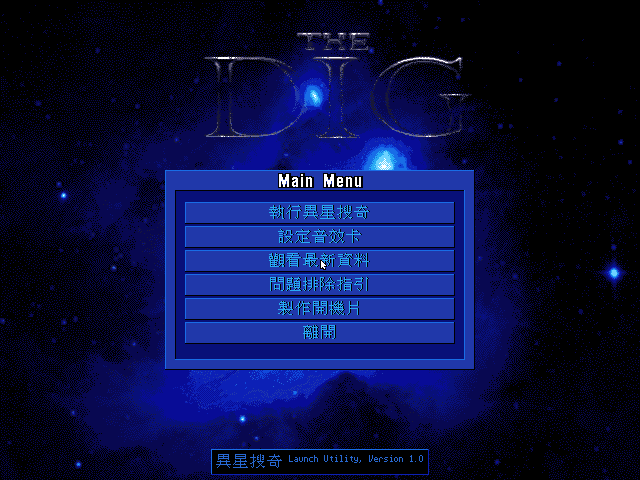 THE
DIG
Main Menu
執行異星搜奇
設定音效卡
觀看最新資料
問題排除指引
製作開機片
離開
異星搜奇 Launch Utility, Version 1.0